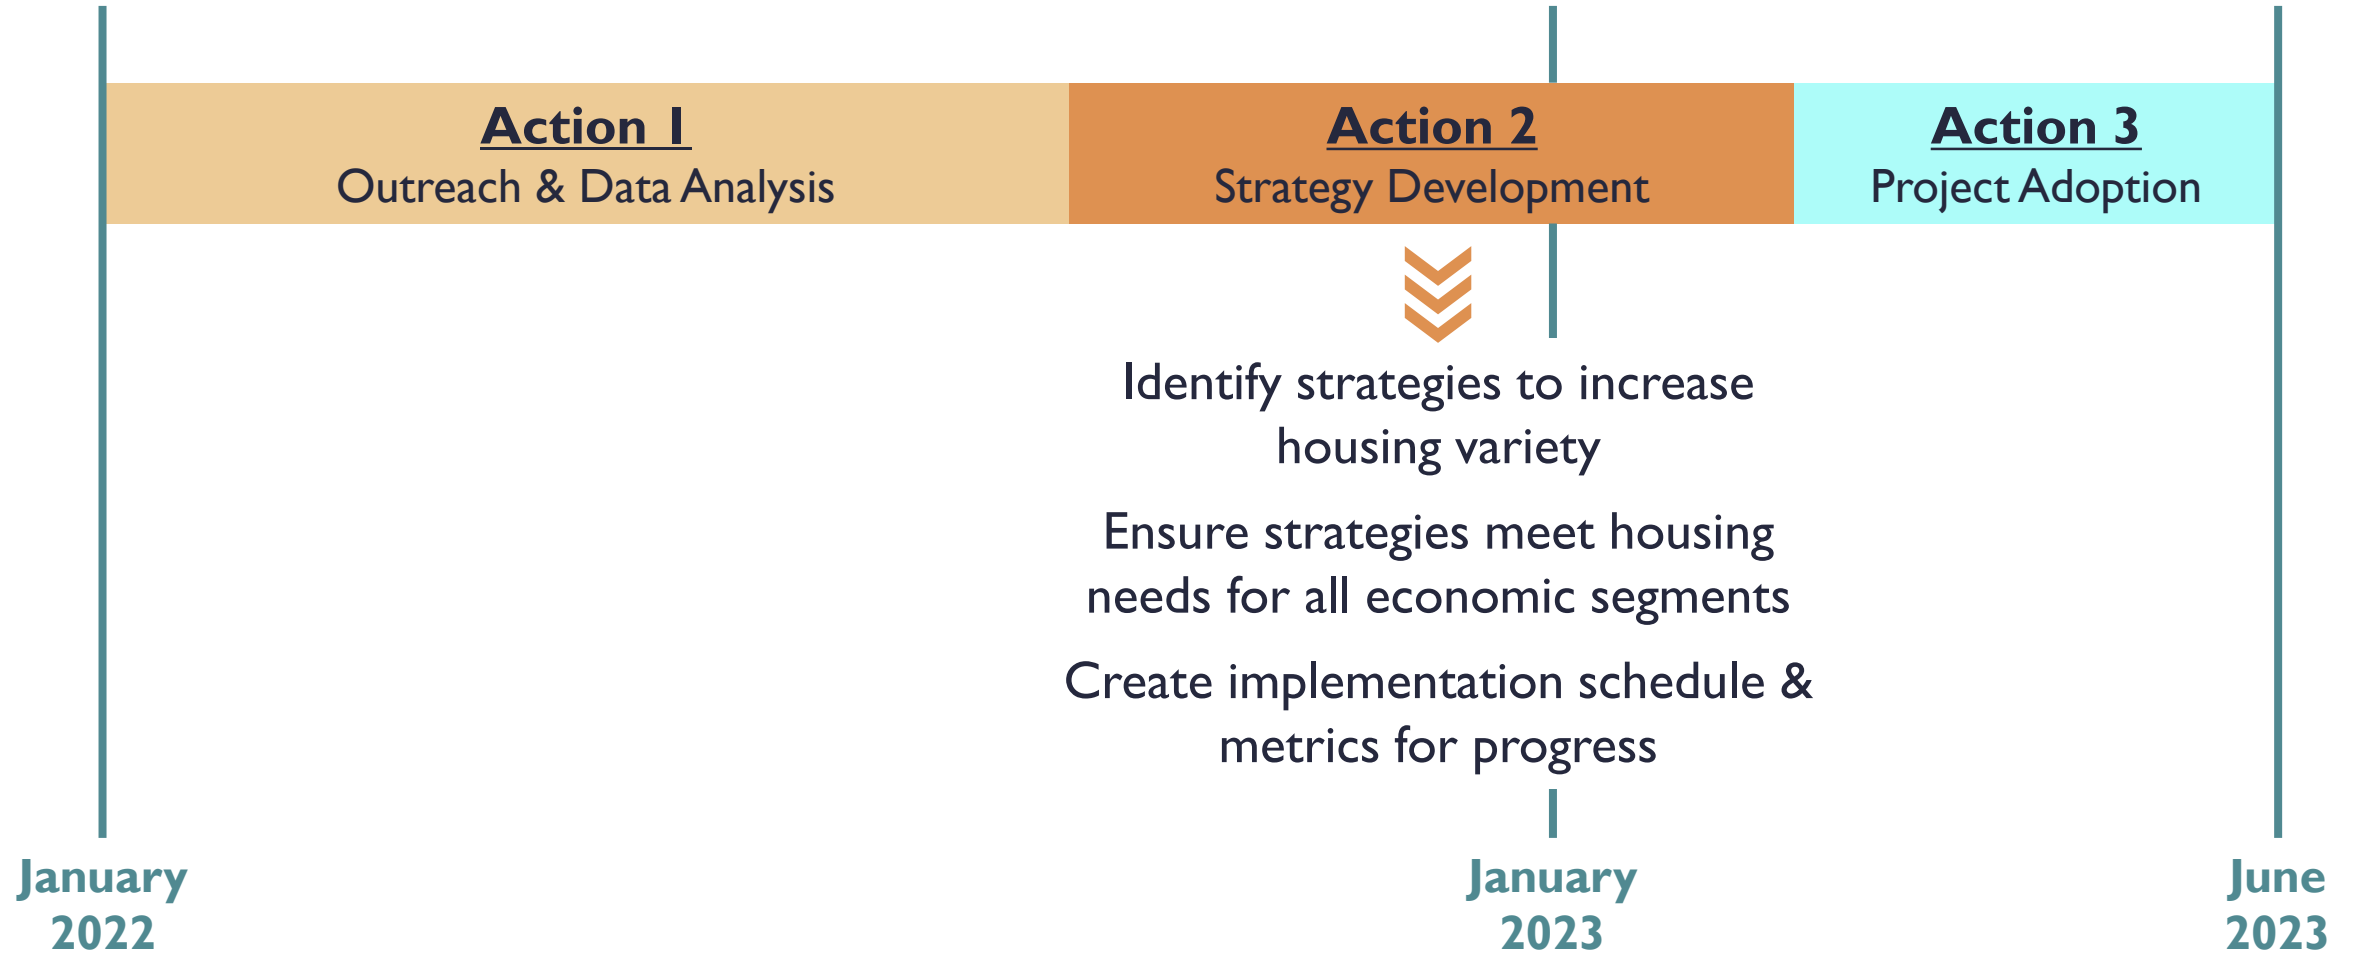 Action 1
Outreach & Data Analysis
Action 2
Strategy Development
Action 3
Project Adoption
Identify strategies to increase
housing variety
Ensure strategies meet housing
needs for all economic segments
Create implementation schedule &
metrics for progress
January
2022
January
2023
June
2023